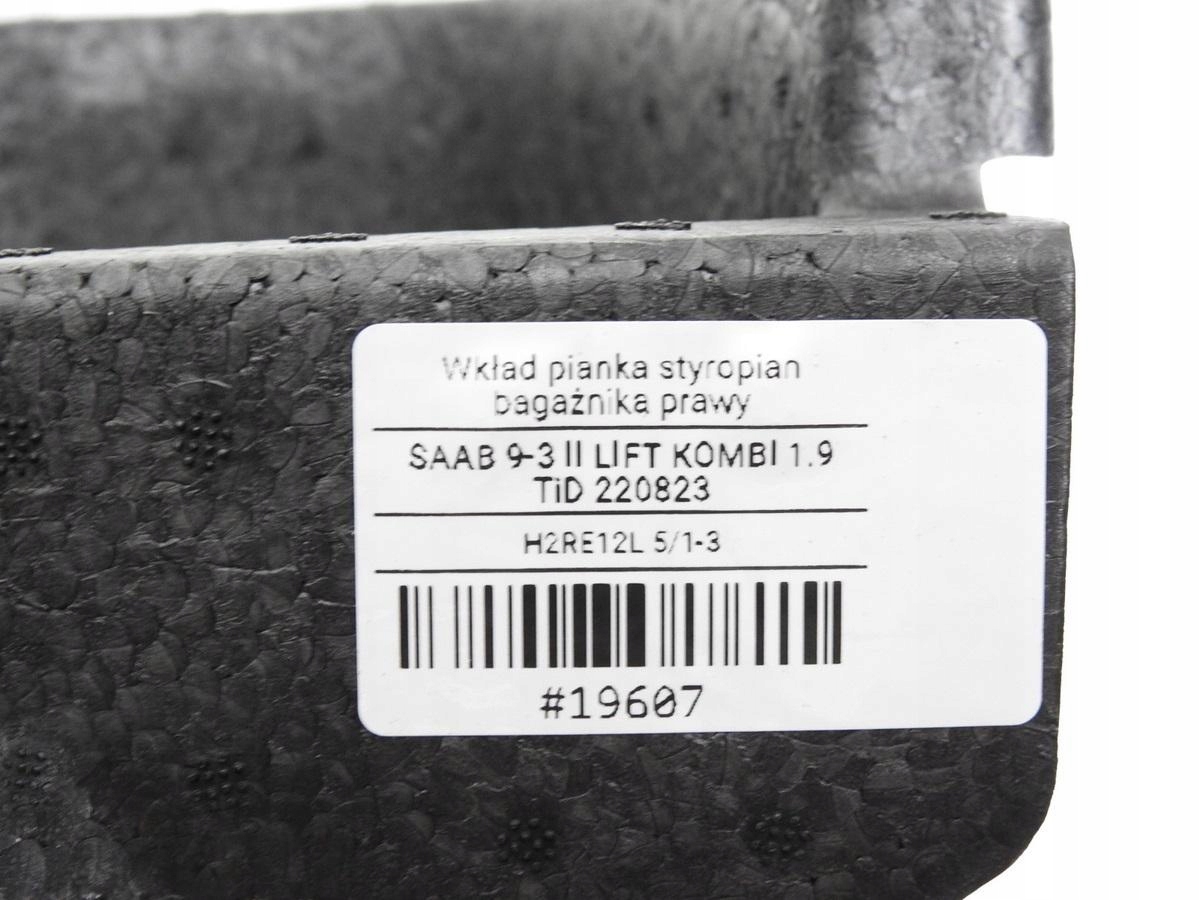 Wkład pianka styropian
bagażnika prawy
SAAB 9-3 II LIFT KOMBI 1.9
TiD 220823
H2RE12L 5/1-3
#19607